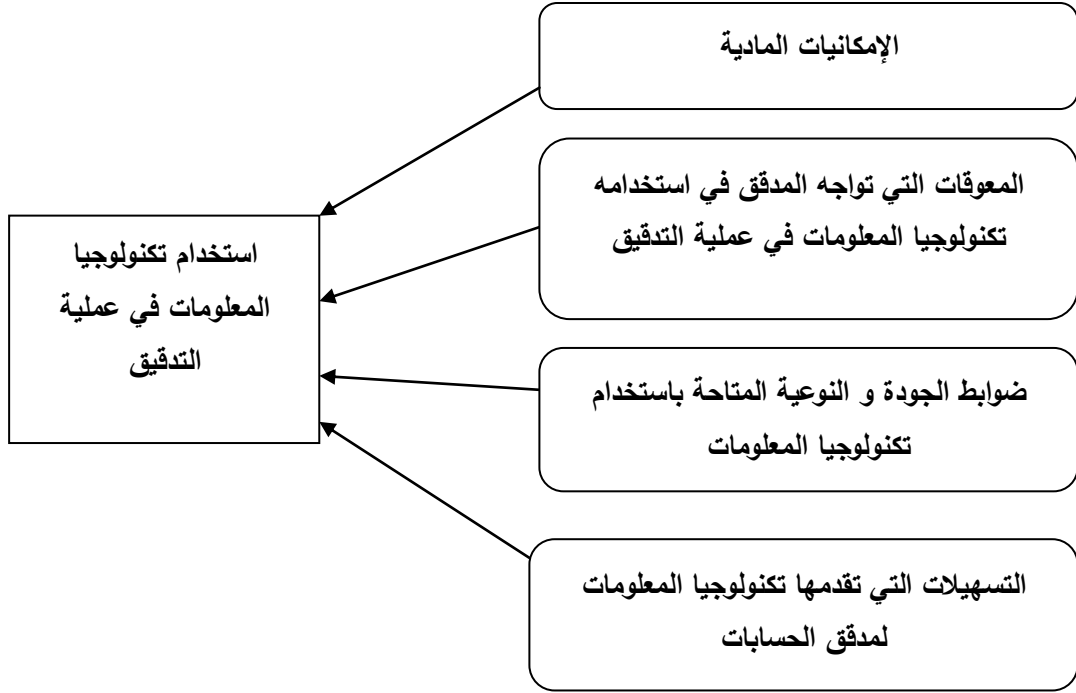 الإمكانيات المادية
المعوقات التي تواجه المدقق في استخدامه
تكنولوجيا المعلومات في عملية التدقيق
ضوابط الجودة و النوعية المتاحة باستخدام
تكنولوجيا المعلومات
التسهيلات التي تقدمها تكنولوجيا المعلومات
لمدقق الحسابات
استخدام تكنولوجيا
المعلومات في عملية
التدقيق